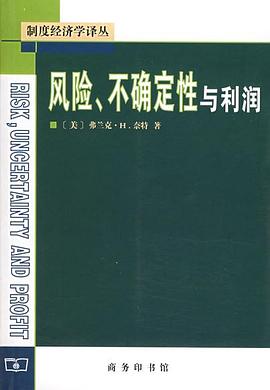 制度经济学译丛
风险、不确定性与利润
[美] 弗兰克·H.奈特 著
RISK, UNCERTAINTY AND PROFIT
商务印书馆